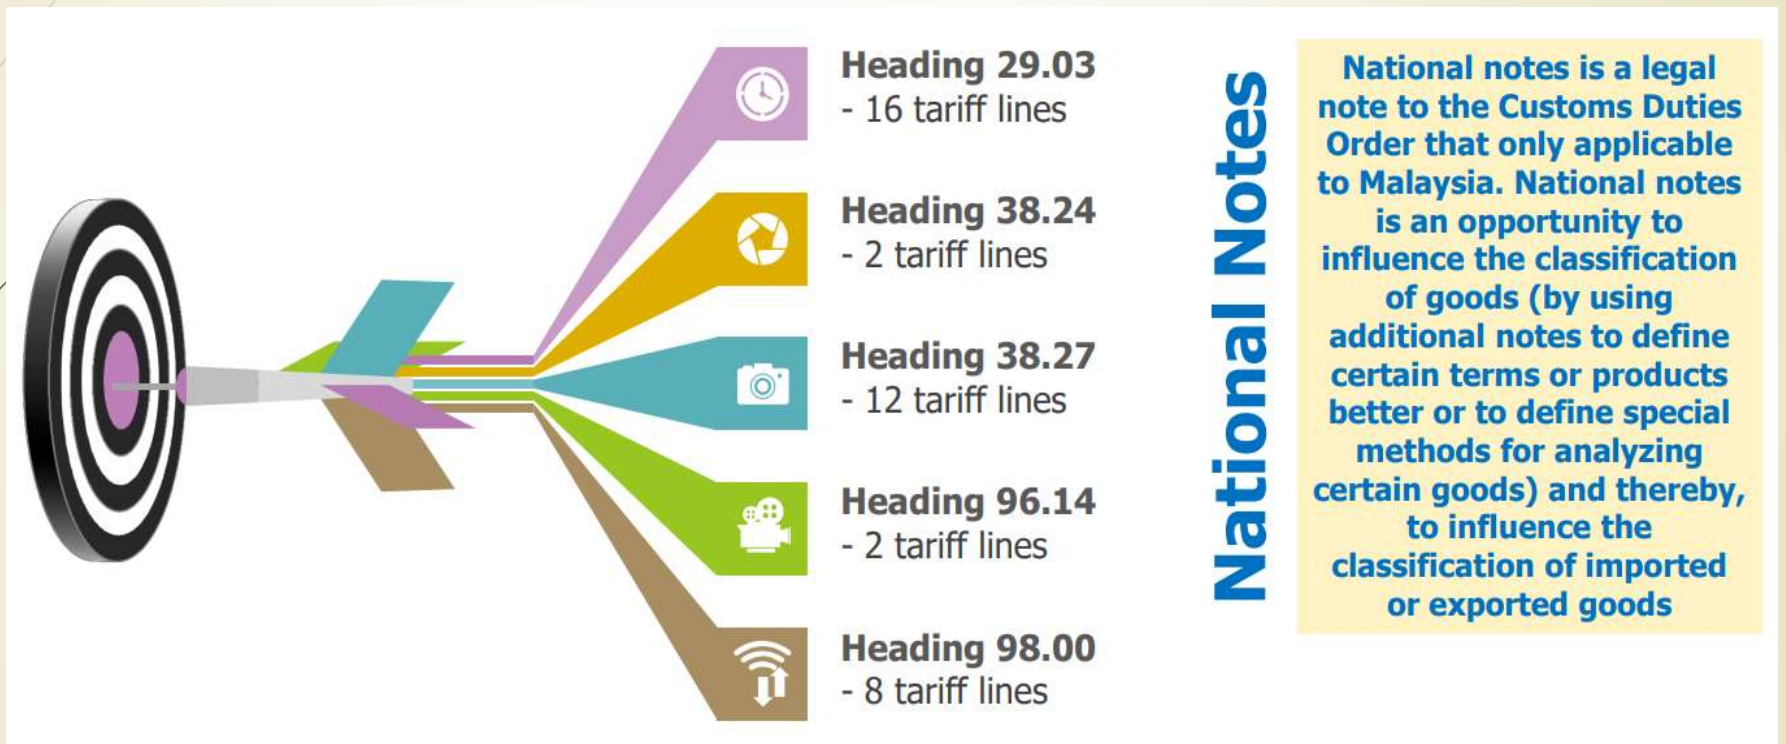 Heading 29.03
- 16 tariff lines
Heading 38.24
- 2 tariff lines
Heading 38.27
- 12 tariff lines
Heading 96.14
- 2 tariff lines
Heading 98.00
- 8 tariff lines
National Notes
National notes is a legal
note to the Customs Duties
Order that only applicable
to Malaysia. National notes
is an opportunity to
influence the classification
of goods (by using
additional notes to define
certain terms or products
better or to define special
methods for analyzing
certain goods) and thereby,
to influence the
classification of imported
or exported goods